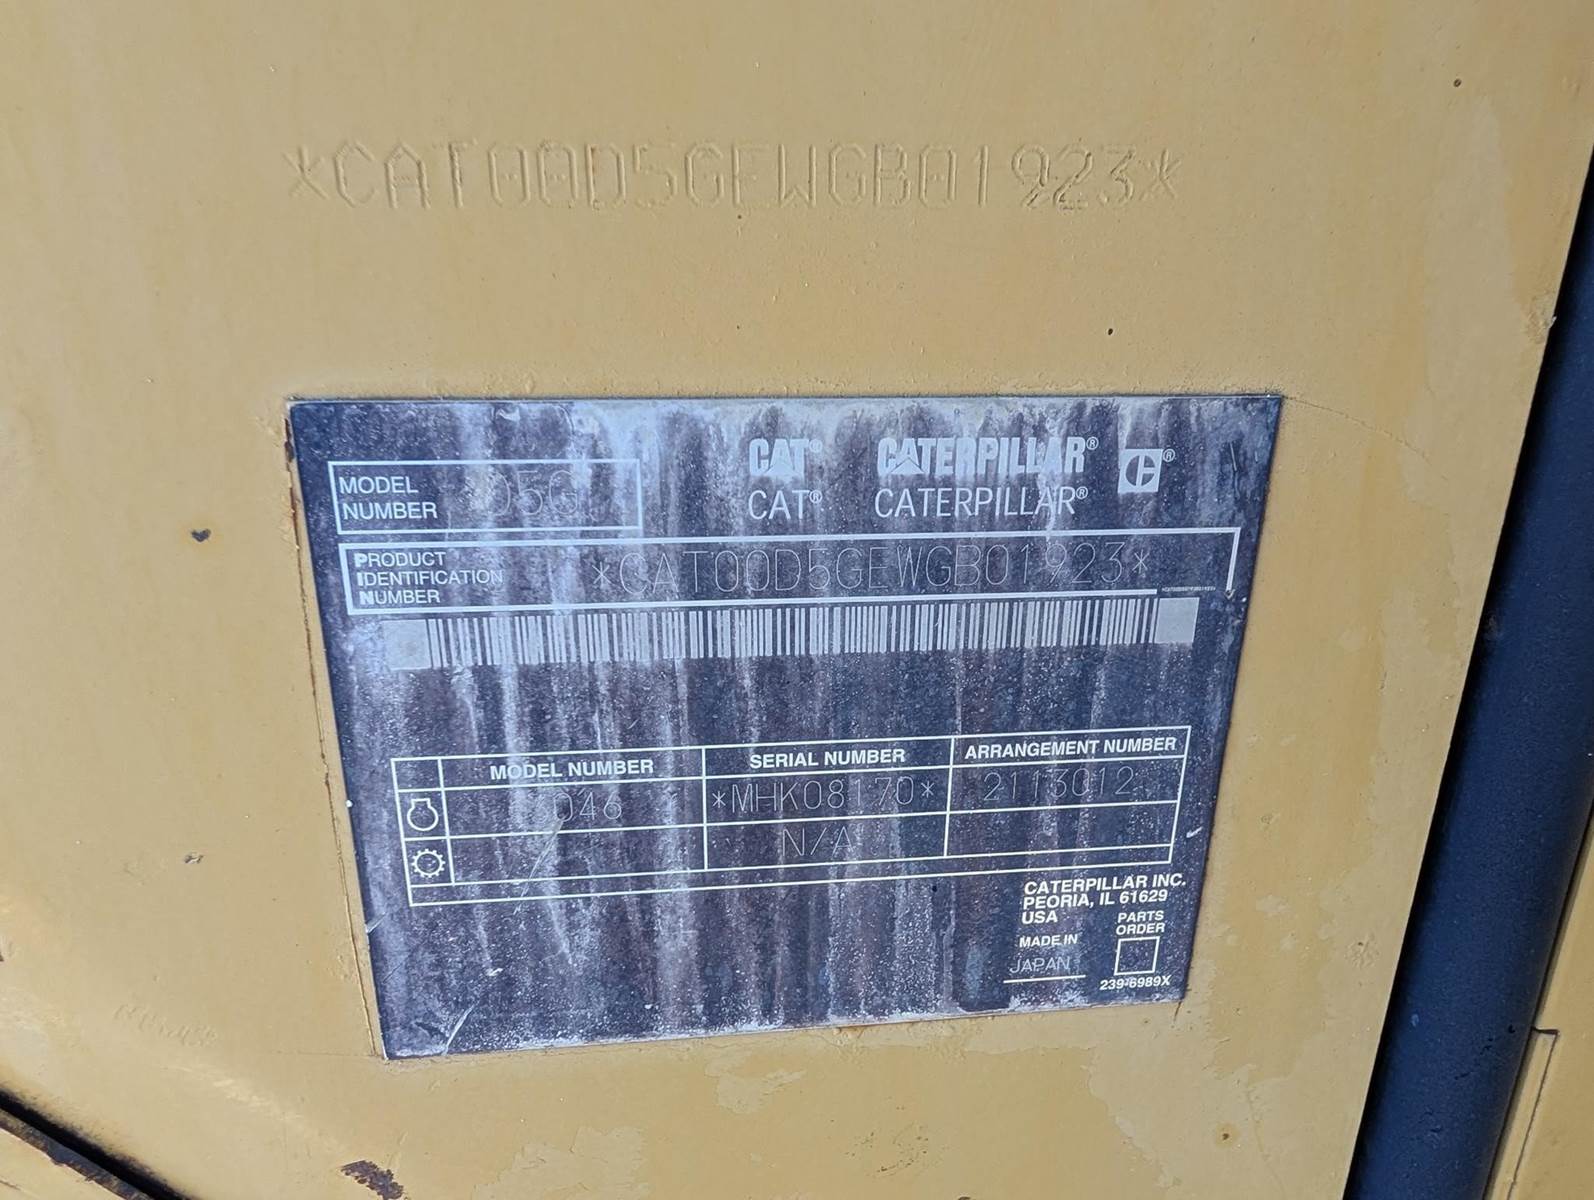 *CAT00D5GEWGB01923*
MODEL NUMBER D5G
CAT® CATERPILLAR® C®
CAT® CATERPILLAR®
PRODUCT IDENTIFICATION NUMBER *CAT00D5GEWGB01923*
MODEL NUMBER SERIAL NUMBER ARRANGEMENT NUMBER
*MHK08170* 2113012
N/A
CATERPILLAR INC.
PEORIA, IL 61629
USA
PARTS ORDER
MADE IN
JAPAN
239-6989X